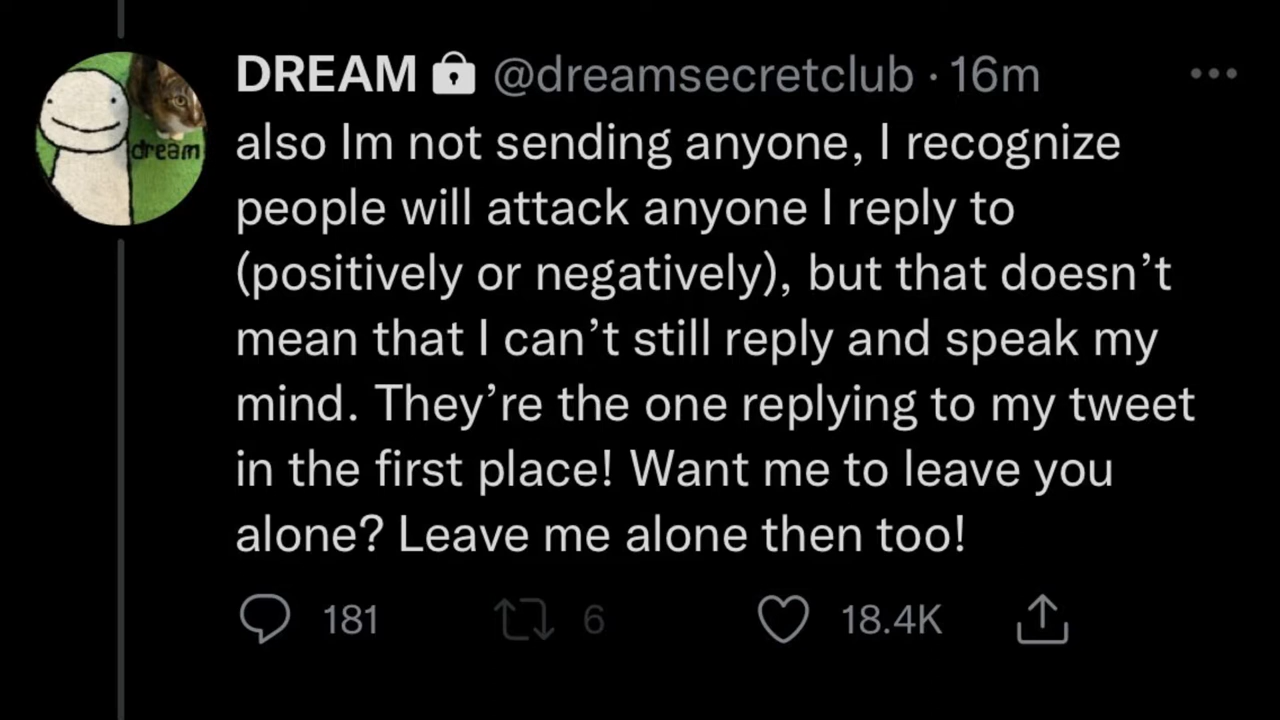 DREAM @dreamsecretclub · 16m
dream
also Im not sending anyone, I recognize
people will attack anyone I reply to
(positively or negatively), but that doesn’t
mean that I can’t still reply and speak my
mind. They’re the one replying to my tweet
in the first place! Want me to leave you
alone? Leave me alone then too!
181 6 18.4K